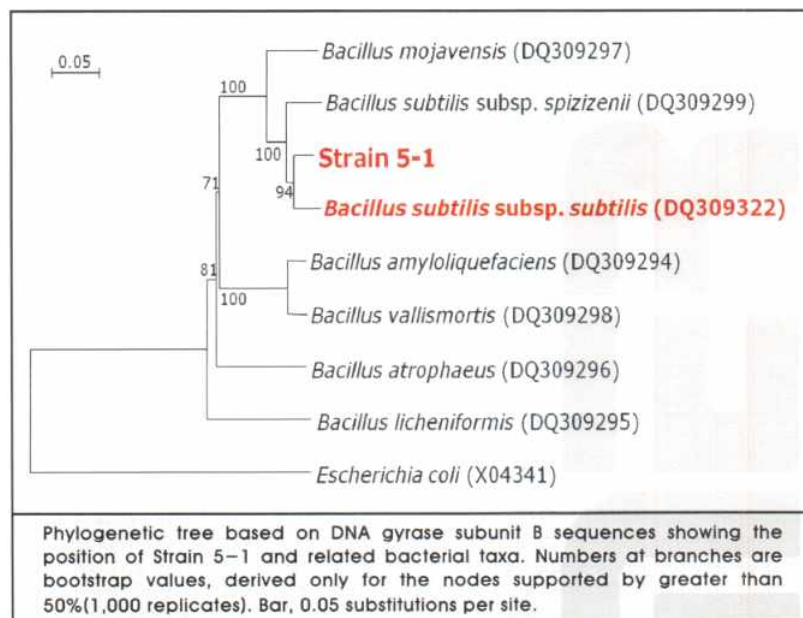 Bacillus mojavensis (DQ309297)
0.05
100
Bacillus subtilis subsp. spizizenii (DQ309299)
100
Strain 5-1
71
94
Bacillus subtilis subsp. subtilis (DQ309322)
Bacillus amyloliquefaciens (DQ309294)
81
100
Bacillus vallismortis (DQ309298)
Bacillus atrophaeus (DQ309296)
Bacillus licheniformis (DQ309295)
Escherichia coli (X04341)
Phylogenetic tree based on DNA gyrase subunit B sequences showing the
position of Strain 5-1 and related bacterial taxa. Numbers at branches are
bootstrap values, derived only for the nodes supported by greater than
50%(1,000 replicates). Bar, 0.05 substitutions per site.